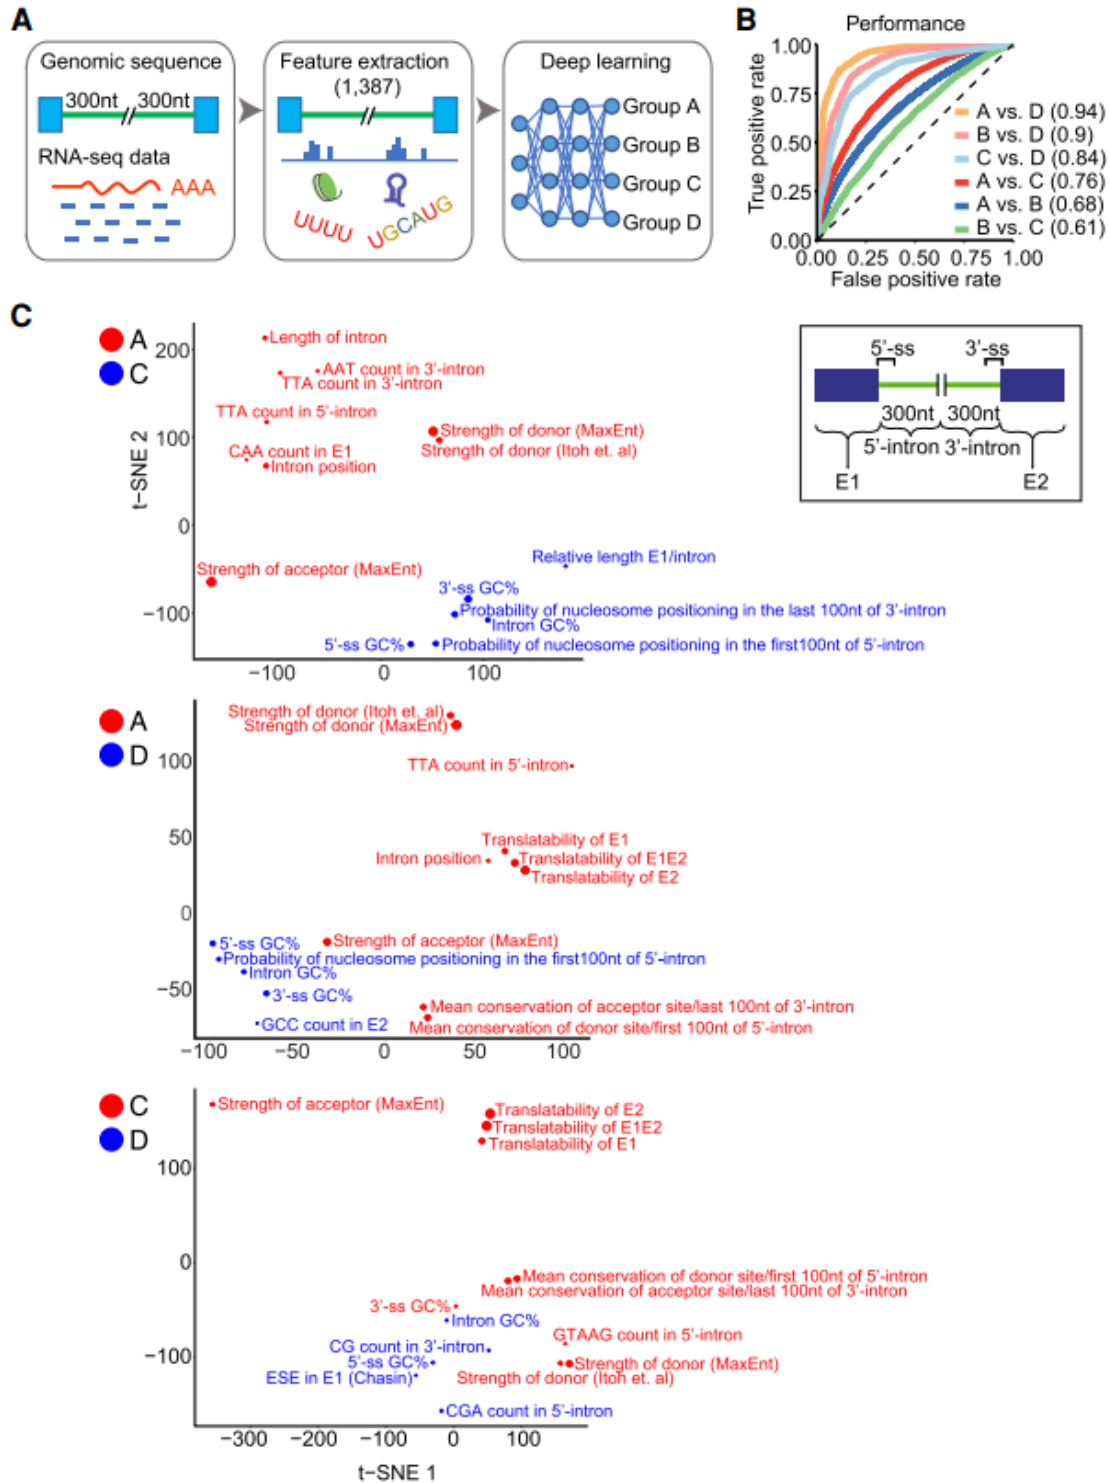 A
Genomic sequence
300nt 300nt
RNA-seq data
AAA
Feature extraction
(1,387)
UUUU
UGCAUG
Deep learning
Group A
Group B
Group C
Group D
B
Performance
True positive rate
1.00
0.75
0.50
0.25
0.00
0.00 0.25 0.50 0.75 1.00
False positive rate
A vs. D (0.94)
B vs. D (0.9)
C vs. D (0.84)
A vs. C (0.76)
A vs. B (0.68)
B vs. C (0.61)
C
A
C
t-SNE 2
200
100
0
−100
−100 0 100
Length of intron
AAT count in 3'-intron
TTA count in 3'-intron
TTA count in 5'-intron
Strength of donor (MaxEnt)
Strength of donor (Itoh et. al)
CAA count in E1
Intron position
Strength of acceptor (MaxEnt)
Relative length E1/intron
3'-ss GC%
Probability of nucleosome positioning in the last 100nt of 3'-intron
Intron GC%
5'-ss GC%
Probability of nucleosome positioning in the first100nt of 5'-intron
5'-ss 3'-ss
300nt 300nt
5'-intron 3'-intron
E1 E2
A
D
100
50
0
−50
−100 −50 0 50 100
Strength of donor (Itoh et. al)
Strength of donor (MaxEnt)
TTA count in 5'-intron
Translatability of E1
Intron position
Translatability of E1E2
Translatability of E2
5'-ss GC%
Strength of acceptor (MaxEnt)
Probability of nucleosome positioning in the first100nt of 5'-intron
Intron GC%
3'-ss GC%
Mean conservation of acceptor site/last 100nt of 3'-intron
GCC count in E2
Mean conservation of donor site/first 100nt of 5'-intron
C
D
100
0
−100
−300 −200 −100 0 100
t-SNE 1
Strength of acceptor (MaxEnt)
Translatability of E2
Translatability of E1E2
Translatability of E1
Mean conservation of donor site/first 100nt of 5'-intron
Mean conservation of acceptor site/last 100nt of 3'-intron
3'-ss GC%
Intron GC%
GTAAG count in 5'-intron
CG count in 3'-intron
5'-ss GC%
Strength of donor (MaxEnt)
ESE in E1 (Chasin)
Strength of donor (Itoh et. al)
CGA count in 5'-intron